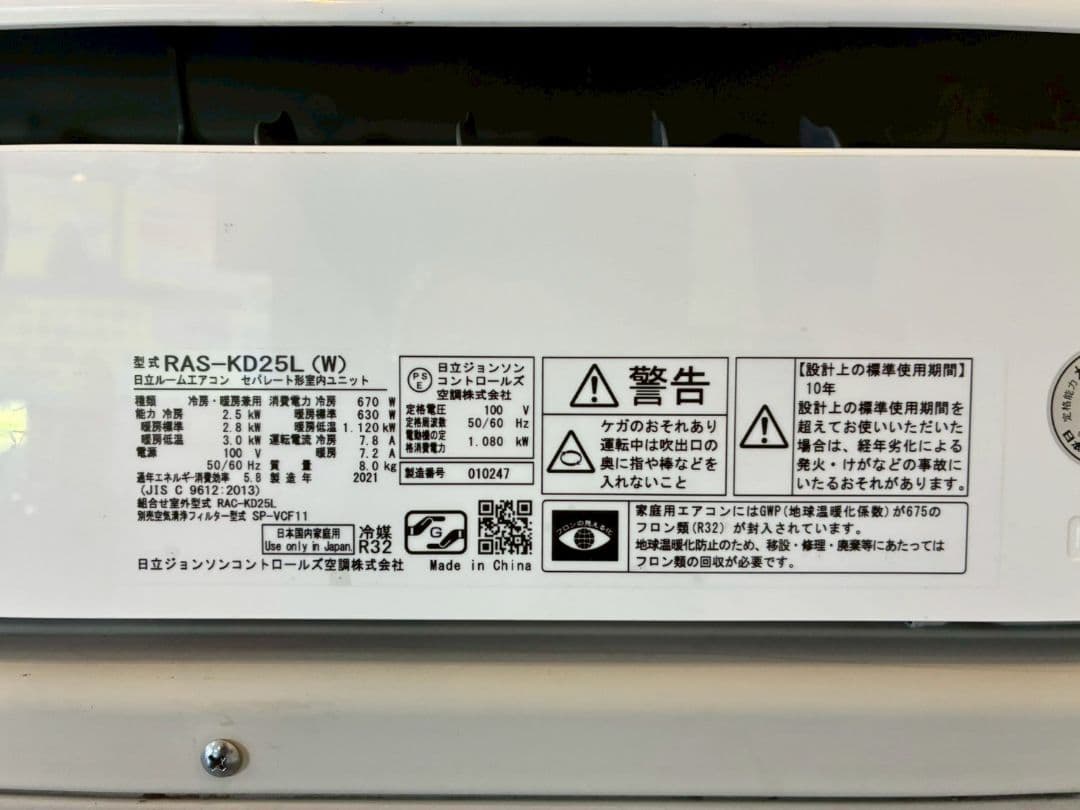 型式 RAS-KD25L (W)
日立ルームエアコン セパレート形室内ユニット
種類 冷房・暖房兼用 消費電力 冷房 670 W
能力 冷房 2.5 kW 暖房標準 630 W
暖房標準 2.8 kW 暖房低温 1.120 kW
暖房低温 3.0 kW 運転電流 冷房 7.8 A
電源 100 V 暖房 7.2 A
50/60 Hz 質量 8.0 kg
通年エネルギー消費効率 5.8 製造年 2021
(JIS C 9612:2013)
組合せ室外型式 RAC-KD25L
別売空気清浄フィルター型式 SP-VCF11
日本国内家庭用
Use only in Japan.
冷媒
R32
G
日立ジョンソンコントロールズ空調株式会社 Made in China
PS
E
日立ジョンソン
コントロールズ
空調株式会社
定格電圧 100 V
定格周波数 50/60 Hz
電動機の定
格消費電力 1.080 kW
製造番号 010247
警告
ケガのおそれあり
運転中は吹出口の
奥に指や棒などを
入れないこと
【設計上の標準使用期間】
10年
設計上の標準使用期間を
超えてお使いいただいた
場合は、経年劣化による
発火・けがなどの事故に
いたるおそれがあります。
フロンの見える化
家庭用エアコンにはGWP(地球温暖化係数)が675の
フロン類(R32) が封入されています。
地球温暖化防止のため、移設・修理・廃棄等にあたっては
フロン類の回収が必要です。
定格能力